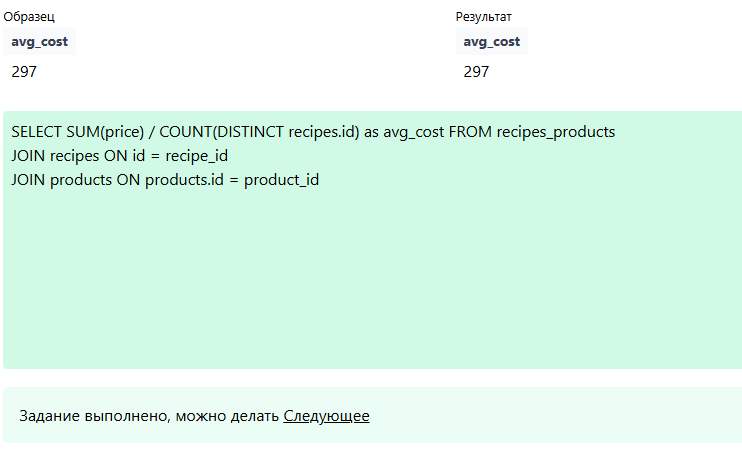 Образец
Результат
avg_cost
avg_cost
297
297
SELECT SUM(price) / COUNT(DISTINCT recipes.id) as avg_cost FROM recipes_products
JOIN recipes ON id = recipe_id
JOIN products ON products.id = product_id
Задание выполнено, можно делать Следующее